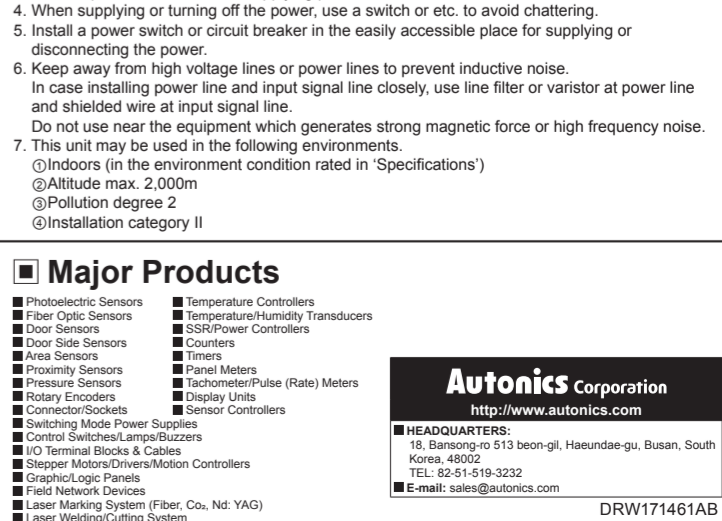 4. When supplying or turning off the power, use a switch or etc. to avoid chattering.
5. Install a power switch or circuit breaker in the easily accessible place for supplying or
disconnecting the power.
6. Keep away from high voltage lines or power lines to prevent inductive noise.
In case installing power line and input signal line closely, use line filter or varistor at power line
and shielded wire at input signal line.
Do not use near the equipment which generates strong magnetic force or high frequency noise.
7. This unit may be used in the following environments.
①Indoors (in the environment condition rated in 'Specifications')
②Altitude max. 2,000m
③Pollution degree 2
④Installation category II
▣ Major Products
■ Photoelectric Sensors
■ Fiber Optic Sensors
■ Door Sensors
■ Door Side Sensors
■ Area Sensors
■ Proximity Sensors
■ Pressure Sensors
■ Rotary Encoders
■ Connector/Sockets
■ Temperature Controllers
■ Temperature/Humidity Transducers
■ SSR/Power Controllers
■ Counters
■ Timers
■ Panel Meters
■ Tachometer/Pulse (Rate) Meters
■ Display Units
■ Sensor Controllers
■ Switching Mode Power Supplies
■ Control Switches/Lamps/Buzzers
■ I/O Terminal Blocks & Cables
■ Stepper Motors/Drivers/Motion Controllers
■ Graphic/Logic Panels
■ Field Network Devices
■ Laser Marking System (Fiber, Co₂, Nd: YAG)
■ Laser Welding/Cutting System
Autonics Corporation
http://www.autonics.com
■ HEADQUARTERS:
18, Bansong-ro 513 beon-gil, Haeundae-gu, Busan, South
Korea, 48002
TEL: 82-51-519-3232
■ E-mail: sales@autonics.com
DRW171461AB